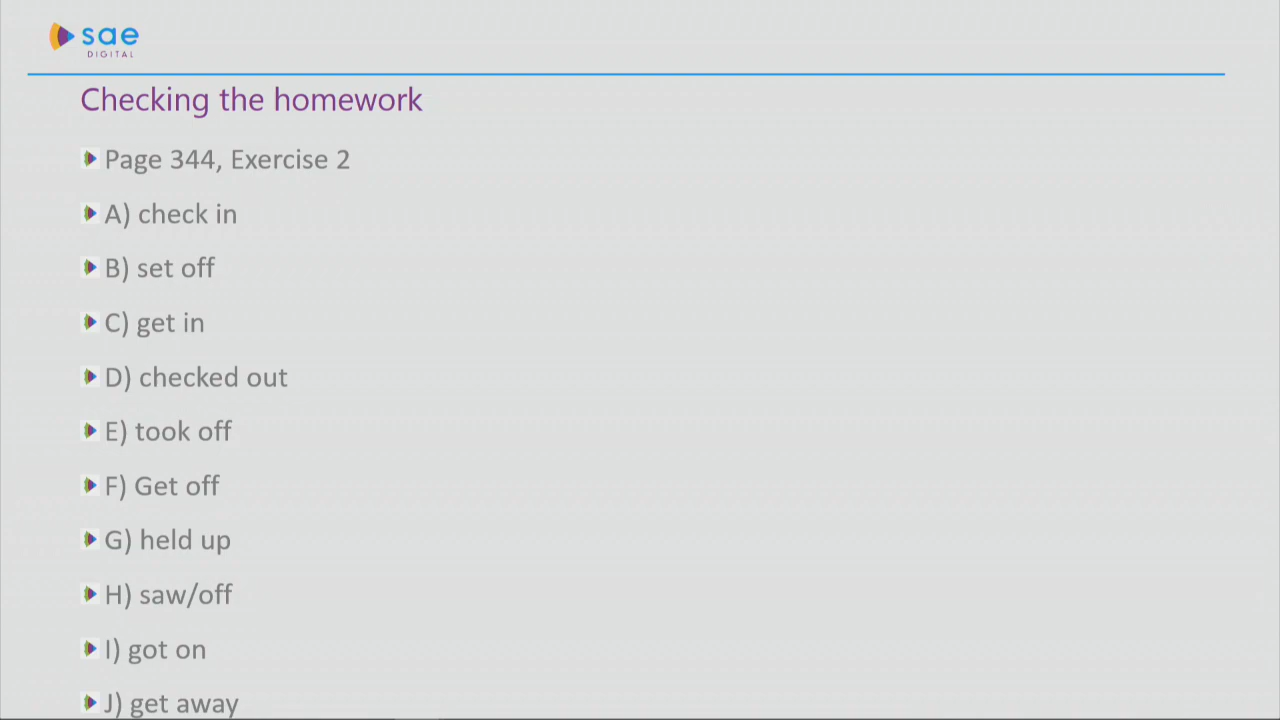 sae
DIGITAL
Checking the homework
Page 344, Exercise 2
A) check in
B) set off
C) get in
D) checked out
E) took off
F) Get off
G) held up
H) saw/off
I) got on
J) get away